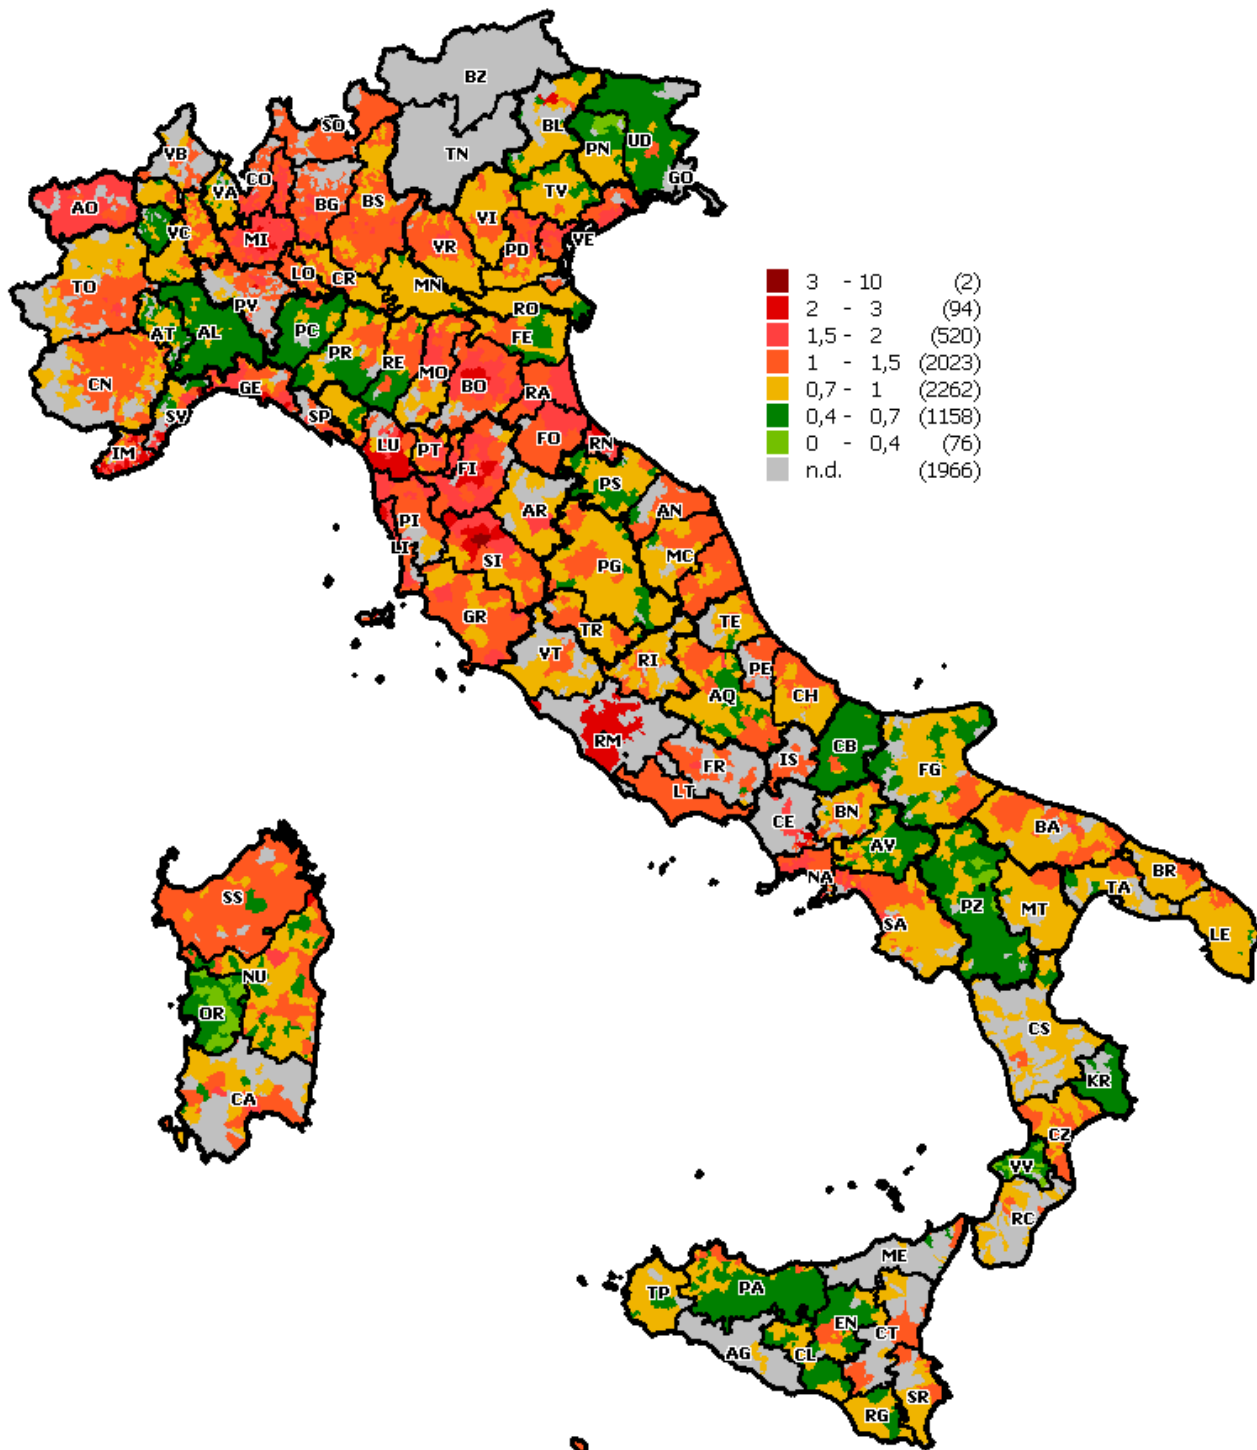 BZ
BL
SO
TN
PN
UD
VB
CO
VA
TV
GO
AO
BG
BS
VI
VC
MI
VR
PD
VE
TO
LO
CR
MN
PV
RO
AT
AL
PC
PR
FE
CN
RE
MO
BO
RA
GE
SV
SP
LU
PT
FO
RN
IM
FI
PS
AR
AN
PI
LI
SI
PG
MC
GR
TR
TE
VT
RI
PE
AQ
CH
RM
CB
FR
IS
FG
LT
CE
BN
BA
AV
NA
BR
TA
PZ
MT
SA
LE
SS
NU
OR
CS
CA
KR
CZ
VV
RC
ME
PA
TP
EN
CT
AG
CL
SR
RG
3 - 10 (2)
2 - 3 (94)
1,5 - 2 (520)
1 - 1,5 (2023)
0,7 - 1 (2262)
0,4 - 0,7 (1158)
0 - 0,4 (76)
n.d. (1966)